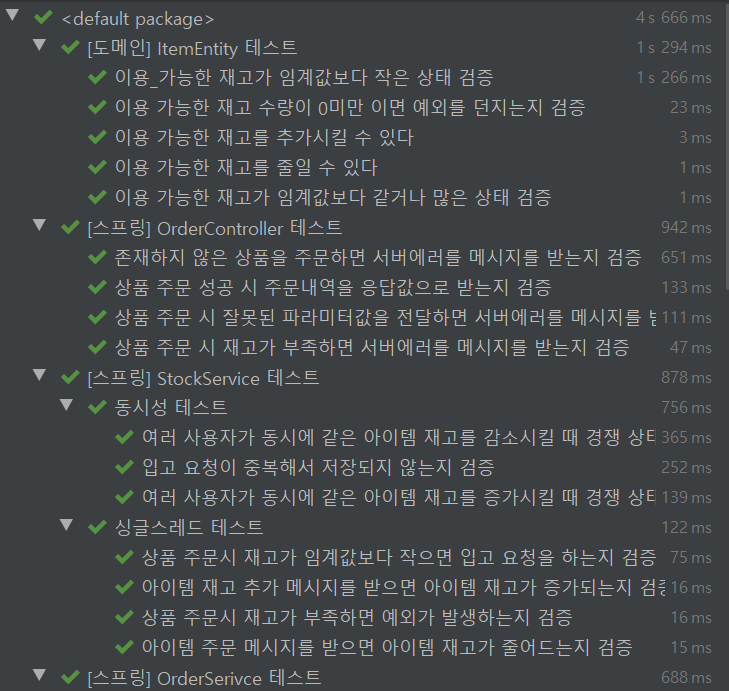 <default package> 4 s 666 ms
[도메인] ItemEntity 테스트 1 s 294 ms
이용_가능한 재고가 임계값보다 작은 상태 검증 1 s 266 ms
이용 가능한 재고 수량이 0미만 이면 예외를 던지는지 검증 23 ms
이용 가능한 재고를 추가시킬 수 있다 3 ms
이용 가능한 재고를 줄일 수 있다 1 ms
이용 가능한 재고가 임계값보다 같거나 많은 상태 검증 1 ms
[스프링] OrderController 테스트 942 ms
존재하지 않은 상품을 주문하면 서버에러를 메시지를 받는지 검증 651 ms
상품 주문 성공 시 주문내역을 응답값으로 받는지 검증 133 ms
상품 주문 시 잘못된 파라미터값을 전달하면 서버에러를 메시지를 111 ms
상품 주문 시 재고가 부족하면 서버에러를 메시지를 받는지 검증 47 ms
[스프링] StockService 테스트 878 ms
동시성 테스트 756 ms
여러 사용자가 동시에 같은 아이템 재고를 감소시킬 때 경쟁 상태 365 ms
입고 요청이 중복해서 저장되지 않는지 검증 252 ms
여러 사용자가 동시에 같은 아이템 재고를 증가시킬 때 경쟁 상태 139 ms
싱글스레드 테스트 122 ms
상품 주문시 재고가 임계값보다 작으면 입고 요청을 하는지 검증 75 ms
아이템 재고 추가 메시지를 받으면 아이템 재고가 증가되는지 검증 16 ms
상품 주문시 재고가 부족하면 예외가 발생하는지 검증 16 ms
아이템 주문 메시지를 받으면 아이템 재고가 줄어드는지 검증 15 ms
[스프링] OrderSerivce 테스트 688 ms